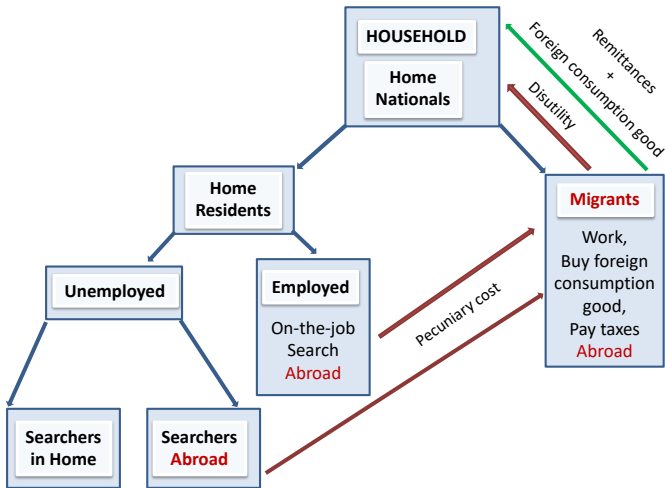 HOUSEHOLD
Home
Nationals
Remittances
+
Foreign consumption good
Disutility
Home
Residents
Migrants
Work,
Buy foreign
consumption
good,
Pay taxes
Abroad
Unemployed
Employed
On-the-job
Search
Abroad
Pecuniary cost
Searchers
in Home
Searchers
Abroad